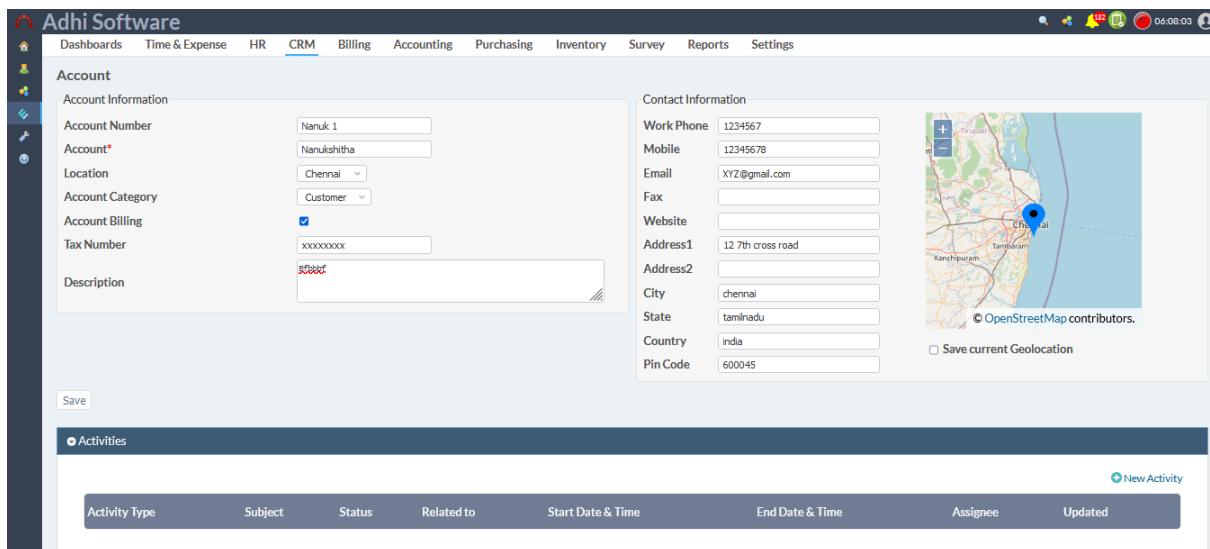 Adhi Software
182
06:08:03
Dashboards Time & Expense HR CRM Billing Accounting Purchasing Inventory Survey Reports Settings
Account
Account Information
Account Number Nanuk 1
Account* Nanukshitha
Location Chennai
Account Category Customer
Account Billing
Tax Number xxxxxxxx
Description gfbbbf
Contact Information
Work Phone 1234567
Mobile 12345678
Email XYZ@gmail.com
Fax
Website
Address1 12 7th cross road
Address2
City chennai
State tamilnadu
Country india
Pin Code 600045
+
−
Tirupati
Tambaram
Kanchipuram
© OpenStreetMap contributors.
Save current Geolocation
Save
Activities
New Activity
Activity Type Subject Status Related to Start Date & Time End Date & Time Assignee Updated